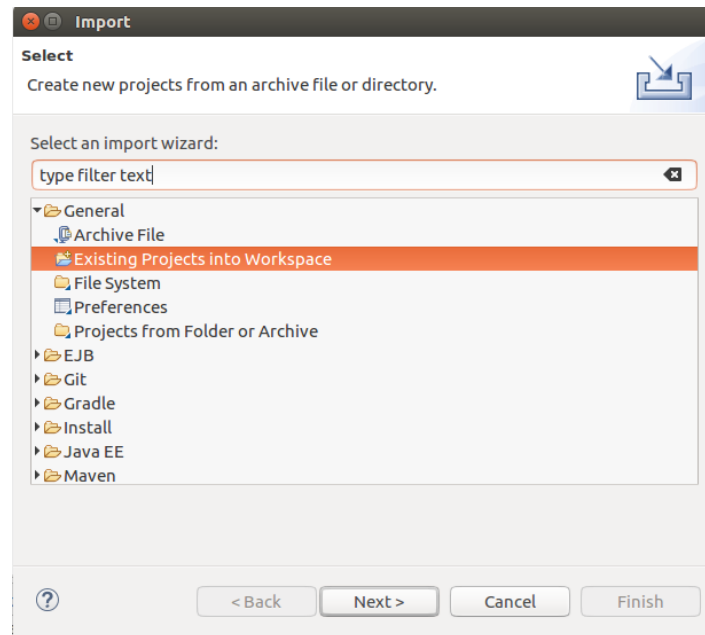 Import
Select
Create new projects from an archive file or directory.
Select an import wizard:
type filter text
General
Archive File
Existing Projects into Workspace
File System
Preferences
Projects from Folder or Archive
EJB
Git
Gradle
Install
Java EE
Maven
? < Back Next > Cancel Finish